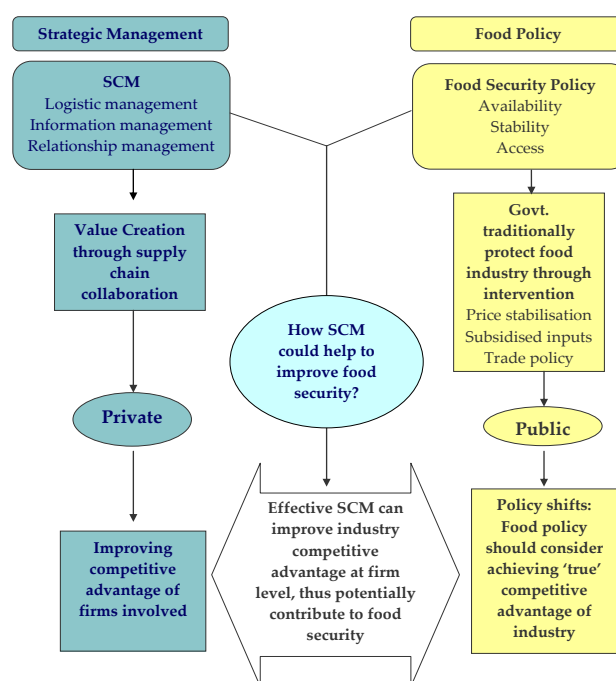 Strategic Management
Food Policy
SCM
Logistic management
Information management
Relationship management
Food Security Policy
Availability
Stability
Access
Value Creation
through supply
chain
collaboration
Govt.
traditionally
protect food
industry through
intervention
Price stabilisation
Subsidised inputs
Trade policy
How SCM
could help to
improve food
security?
Private
Public
Improving
competitive
advantage of
firms involved
Effective SCM can
improve industry
competitive
advantage at firm
level, thus potentially
contribute to food
security
Policy shifts:
Food policy
should consider
achieving ‘true’
competitive
advantage of
industry